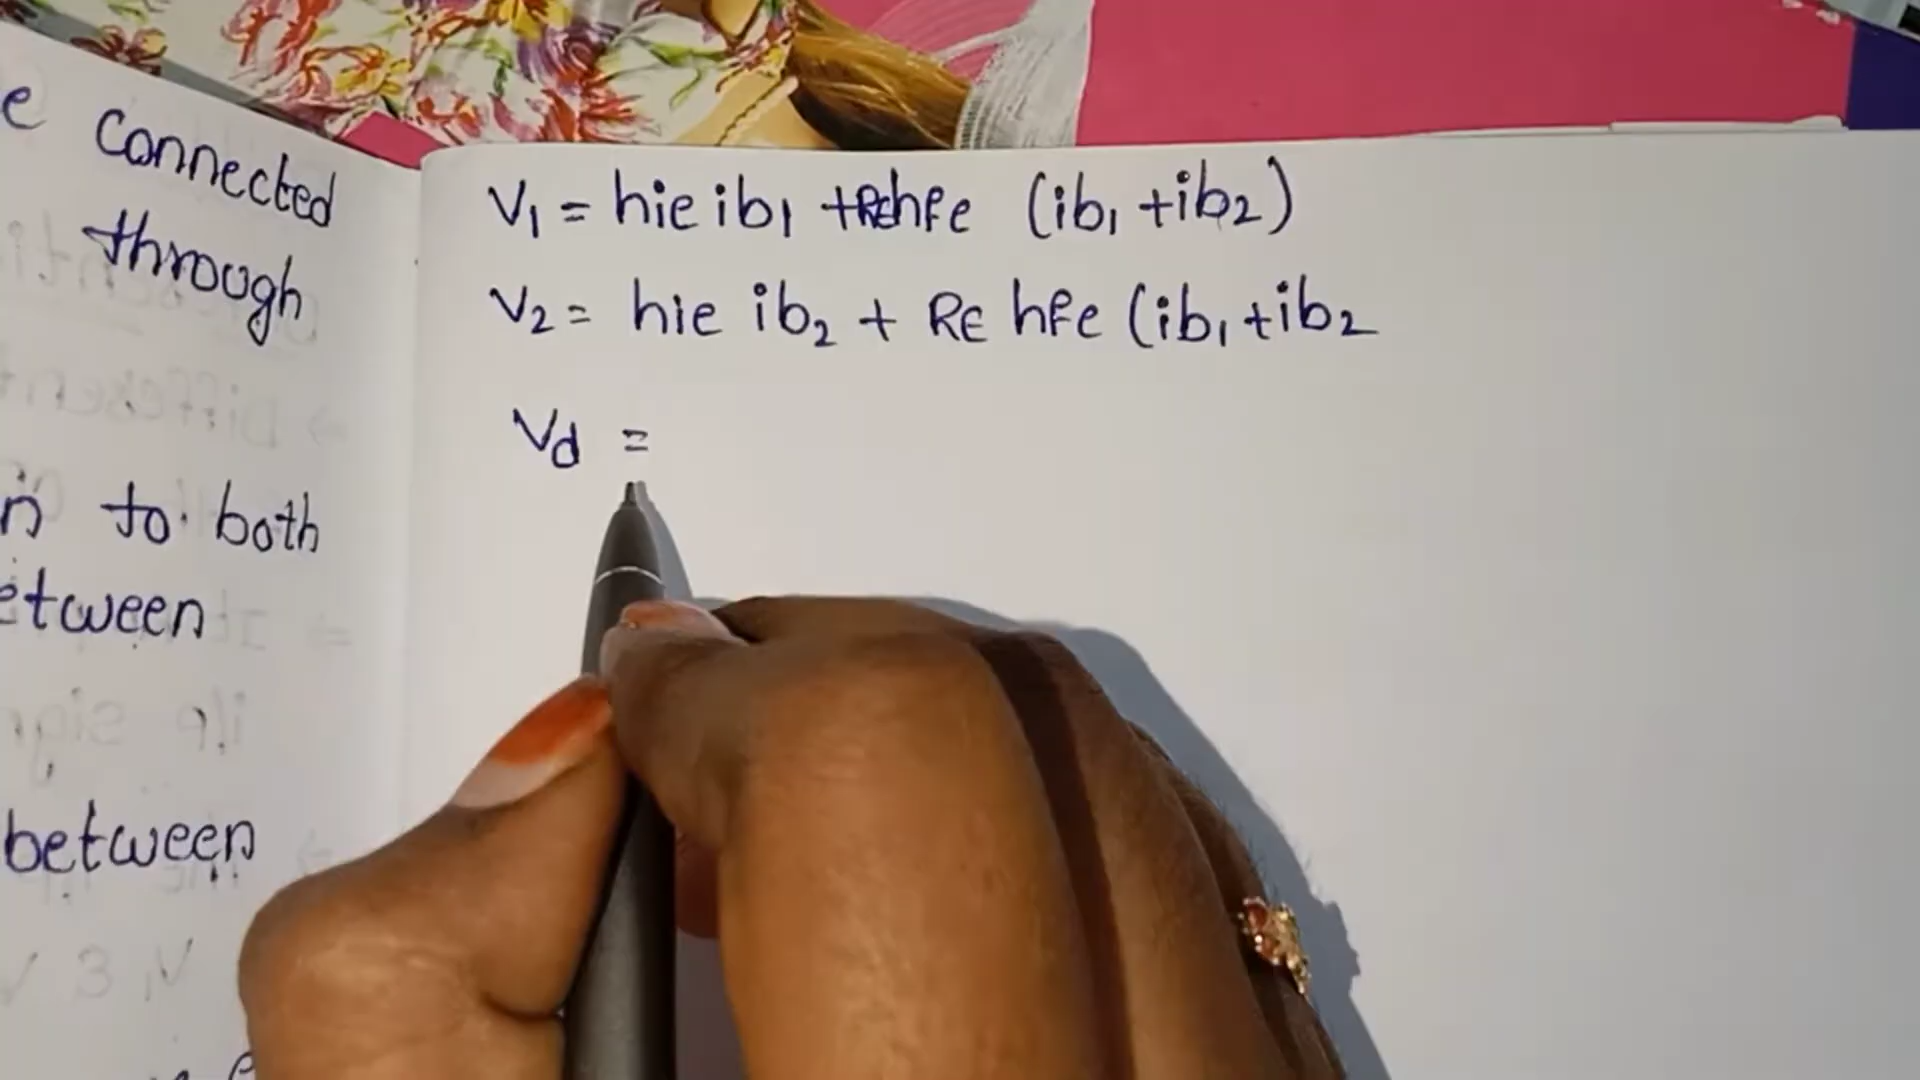 e connected
through
n to both
etween
between
V1 = hie ib1 + RE hfe (ib1 + ib2)
V2 = hie ib2 + RE hfe (ib1 + ib2
Vd =